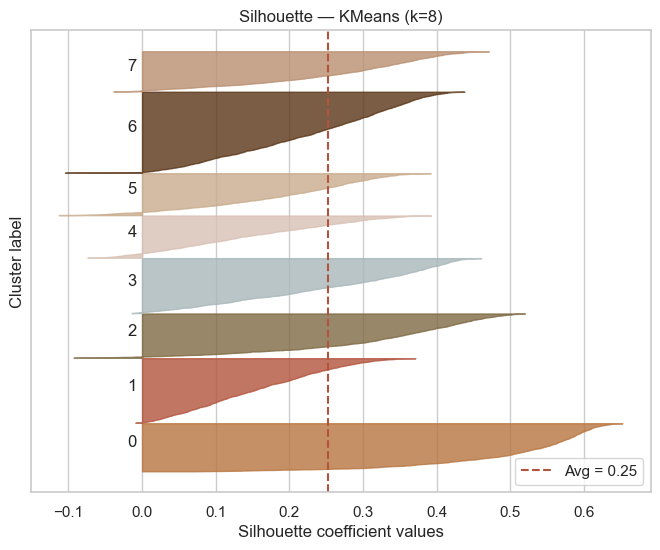 Silhouette — KMeans (k=8)
Cluster label
7
6
5
4
3
2
1
0
Avg = 0.25
−0.1 0.0 0.1 0.2 0.3 0.4 0.5 0.6
Silhouette coefficient values